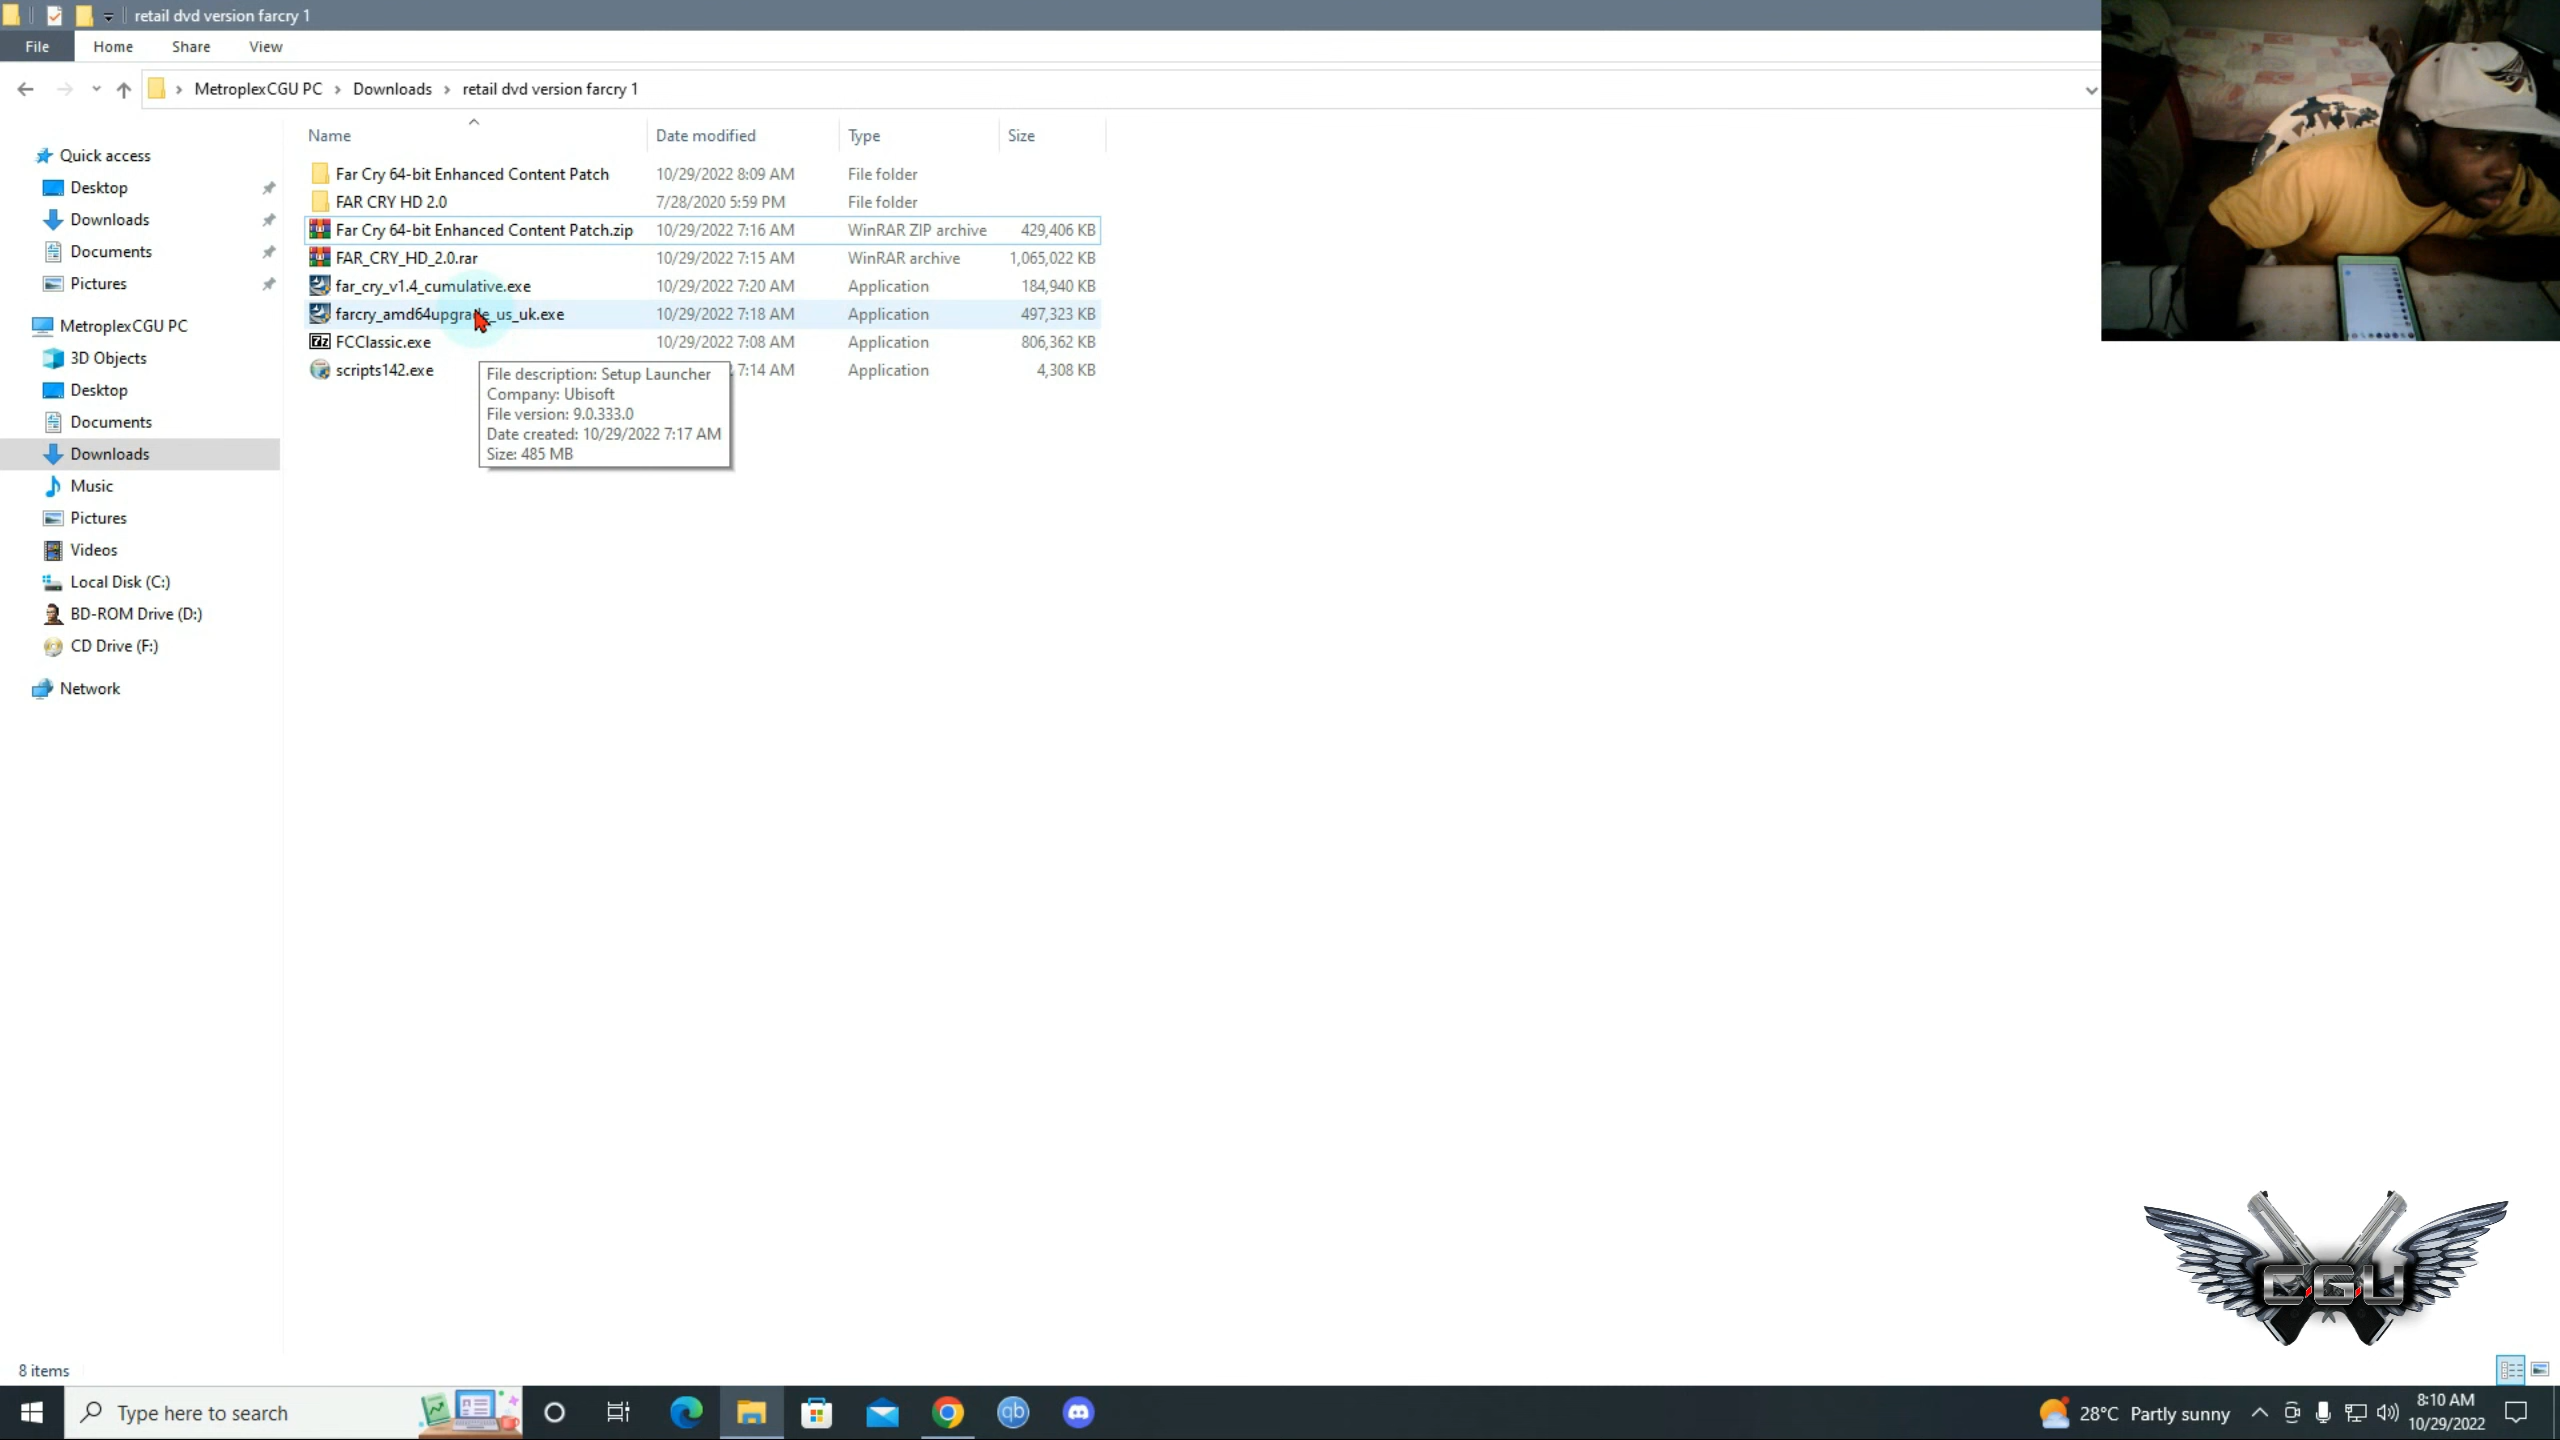 retail dvd version farcry 1
File Home Share View
MetroplexCGU PC › Downloads › retail dvd version farcry 1
Name Date modified Type Size
Quick access
Desktop
Downloads
Documents
Pictures
MetroplexCGU PC
3D Objects
Desktop
Documents
Downloads
Music
Pictures
Videos
Local Disk (C:)
BD-ROM Drive (D:)
CD Drive (F:)
Network
Far Cry 64-bit Enhanced Content Patch 10/29/2022 8:09 AM File folder
FAR CRY HD 2.0 7/28/2020 5:59 PM File folder
Far Cry 64-bit Enhanced Content Patch.zip 10/29/2022 7:16 AM WinRAR ZIP archive 429,406 KB
FAR_CRY_HD_2.0.rar 10/29/2022 7:15 AM WinRAR archive 1,065,022 KB
far_cry_v1.4_cumulative.exe 10/29/2022 7:20 AM Application 184,940 KB
farcry_amd64upgrade_us_uk.exe 10/29/2022 7:18 AM Application 497,323 KB
FCClassic.exe 10/29/2022 7:08 AM Application 806,362 KB
scripts142.exe 7:14 AM Application 4,308 KB
File description: Setup Launcher
Company: Ubisoft
File version: 9.0.333.0
Date created: 10/29/2022 7:17 AM
Size: 485 MB
CGU
8 items
Type here to search
qb
28°C Partly sunny
8:10 AM
10/29/2022